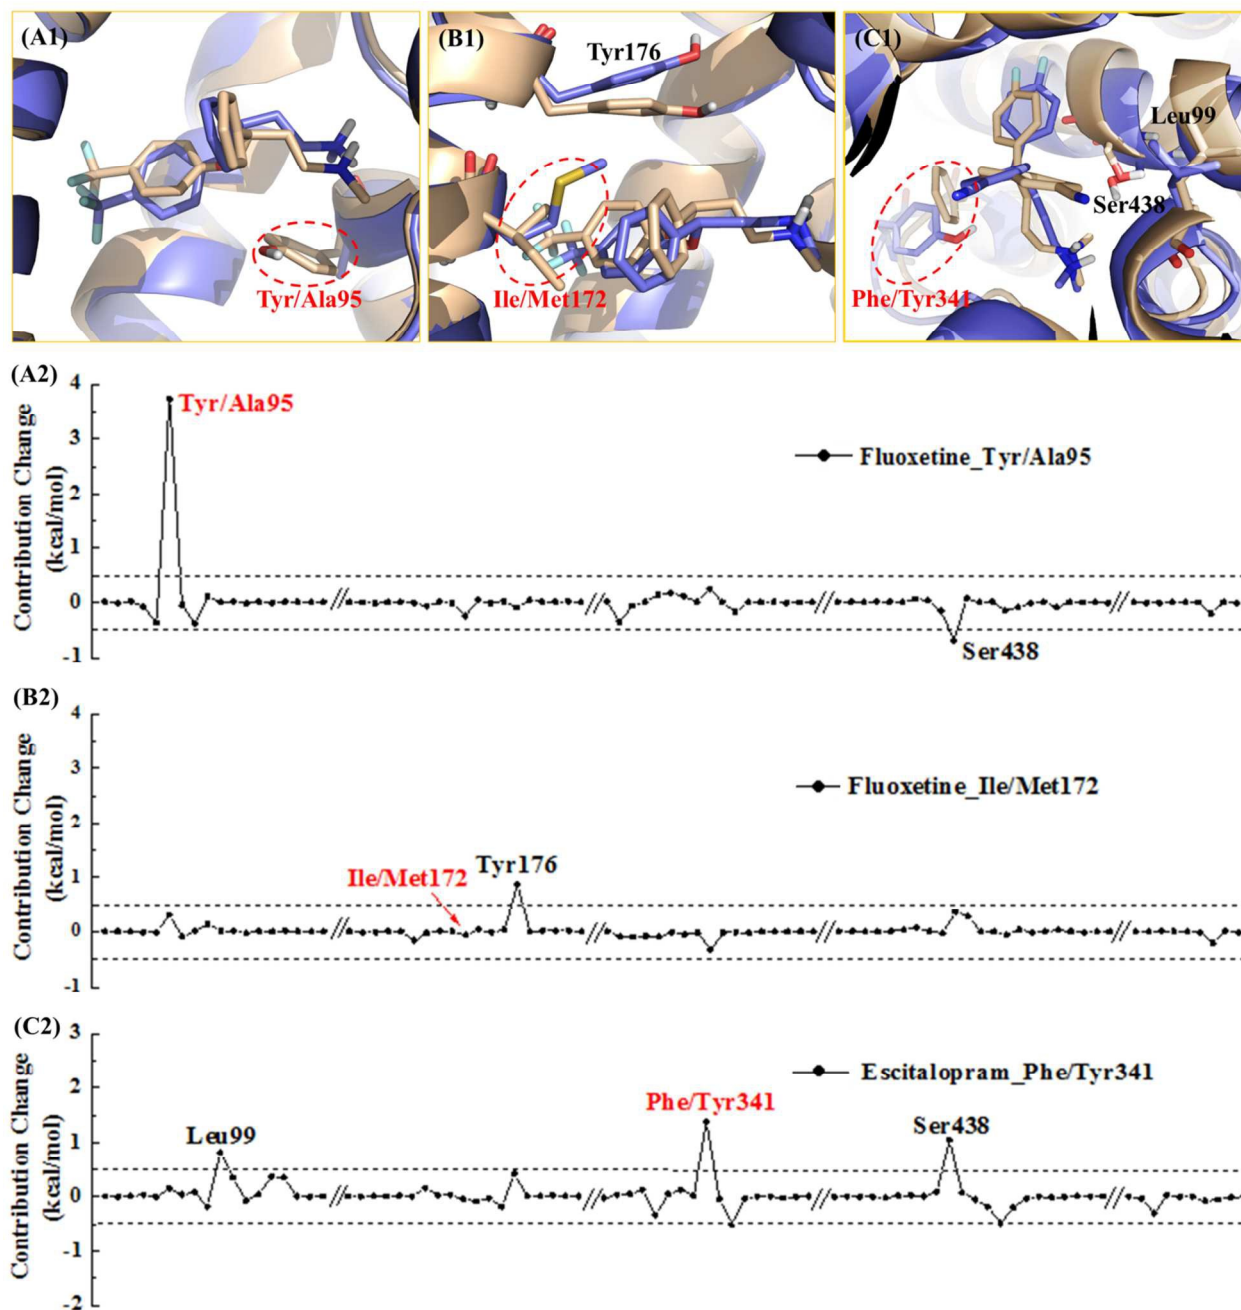 (A1)
Tyr/Ala95
(B1)
Tyr176
Ile/Met172
(C1)
Leu99
Ser438
Phe/Tyr341
(A2)
Contribution Change
(kcal/mol)
4
3
2
1
0
-1
Tyr/Ala95
Fluoxetine_Tyr/Ala95
Ser438
(B2)
Contribution Change
(kcal/mol)
4
3
2
1
0
-1
Ile/Met172
Tyr176
Fluoxetine_Ile/Met172
(C2)
Contribution Change
(kcal/mol)
3
2
1
0
-1
-2
Leu99
Phe/Tyr341
Escitalopram_Phe/Tyr341
Ser438